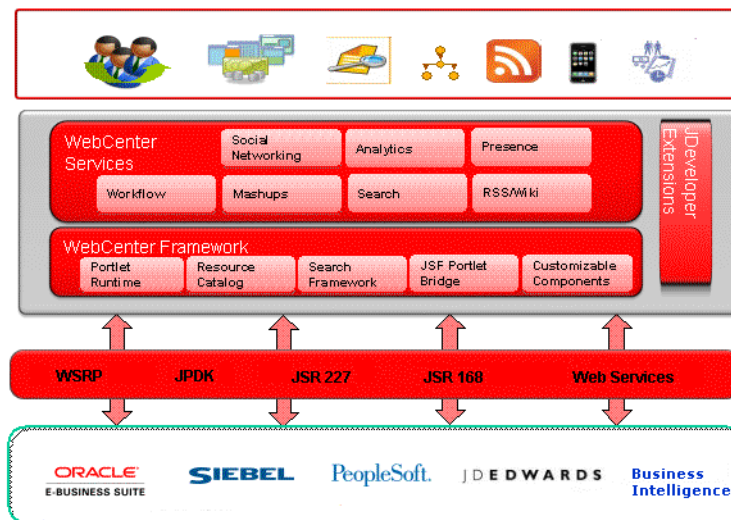 WebCenter
Services
Social
Networking
Analytics
Presence
Workflow
Mashups
Search
RSS/Wiki
JDeveloper
Extensions
WebCenter Framework
Portlet
Runtime
Resource
Catalog
Search
Framework
JSF Portlet
Bridge
Customizable
Components
WSRP
JPDK
JSR 227
JSR 168
Web Services
ORACLE
E-BUSINESS SUITE
SIEBEL
PeopleSoft.
JDEDWARDS
Business
Intelligence